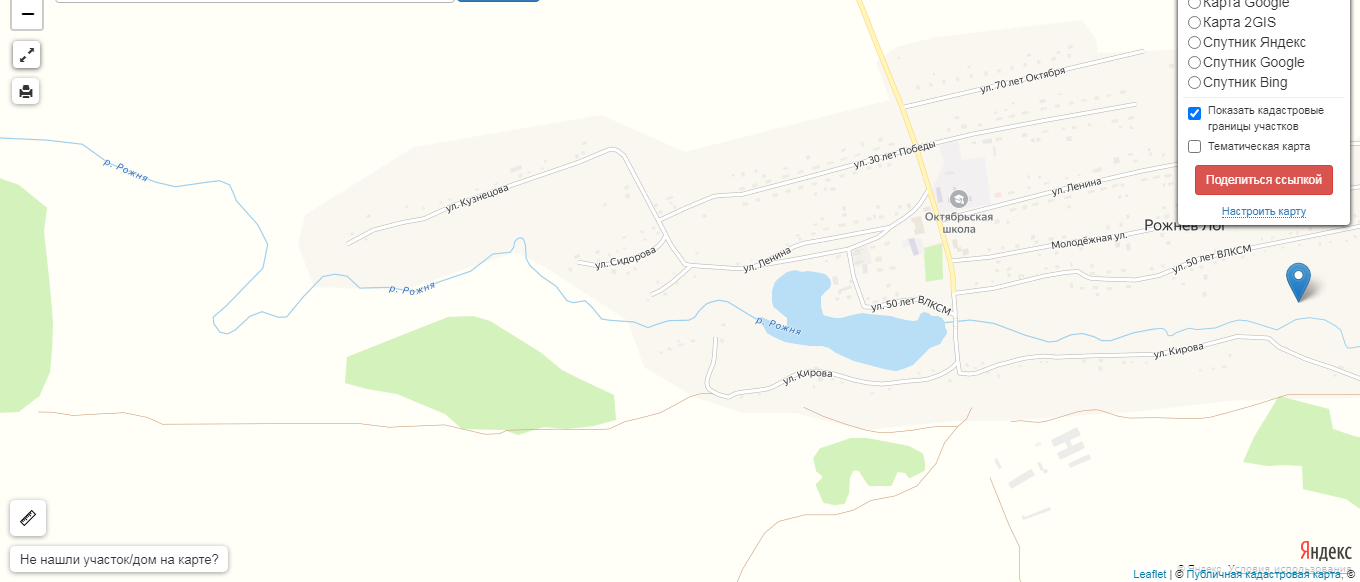 Карта Google
Карта 2GIS
Спутник Яндекс
Спутник Google
Спутник Bing
Показать кадастровые
границы участков
Тематическая карта
Поделиться ссылкой
Настроить карту
ул. 70 лет Октября
ул. 30 лет Победы
р. Рожня
ул. Кузнецова
ул. Ленина
Октябрьская
школа
Рожнев Лог
Молодёжная ул.
ул. Сидорова
ул. Ленина
ул. 50 лет ВЛКСМ
р. Рожня
ул. 50 лет ВЛКСМ
р. Рожня
ул. Кирова
ул. Кирова
Не нашли участок/дом на карте?
Яндекс
© Яндекс Условия использования
Leaflet | © Публичная кадастровая карта, ©